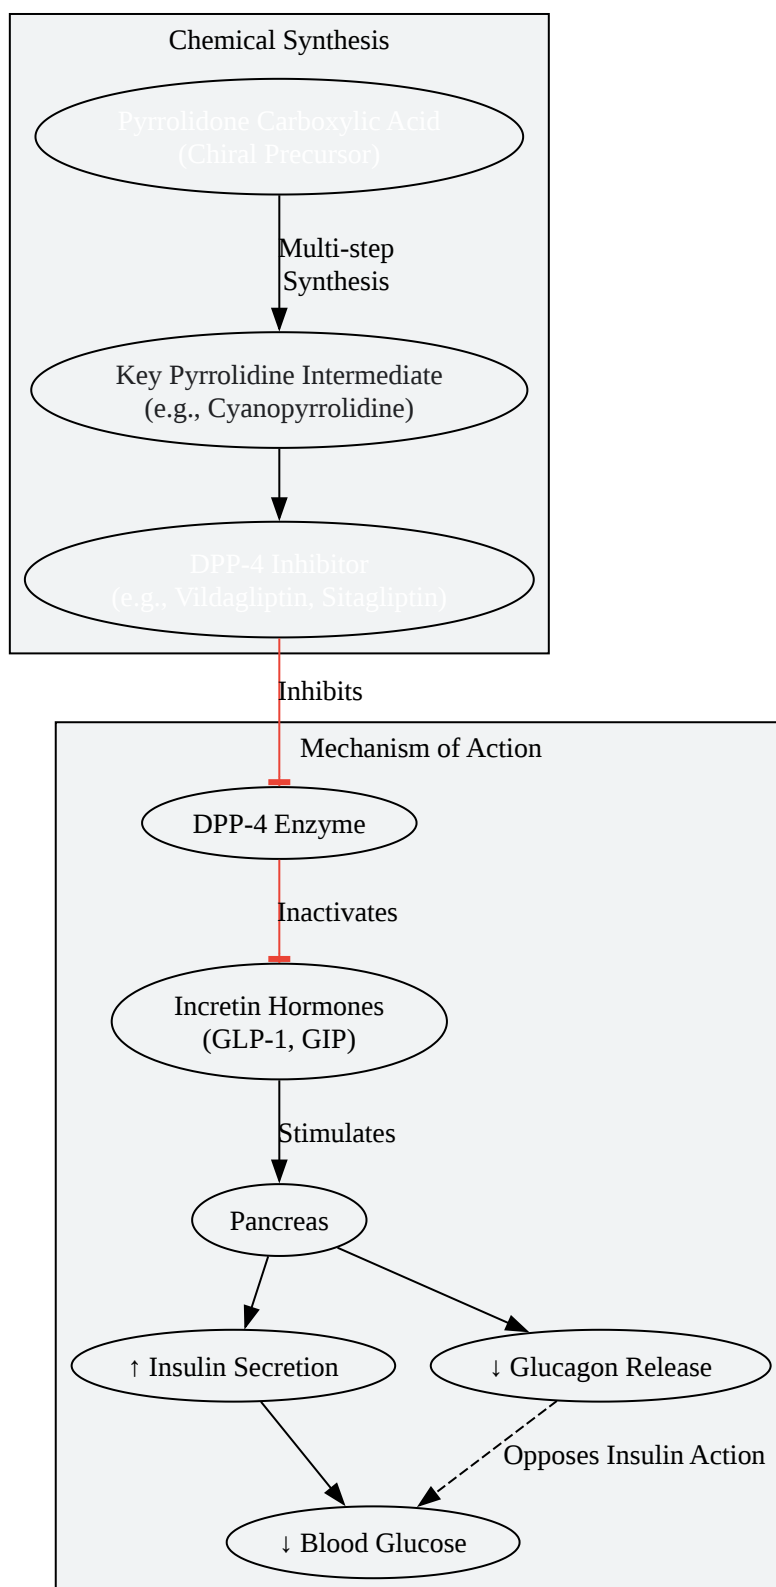 Chemical Synthesis
Pyrrolidone Carboxylic Acid
(Chiral Precursor)
Multi-step
Synthesis
Key Pyrrolidine Intermediate
(e.g., Cyanopyrrolidine)
DPP-4 Inhibitor
(e.g., Vildagliptin, Sitagliptin)
Inhibits
Mechanism of Action
DPP-4 Enzyme
Inactivates
Incretin Hormones
(GLP-1, GIP)
Stimulates
Pancreas
↑ Insulin Secretion
↓ Glucagon Release
Opposes Insulin Action
↓ Blood Glucose